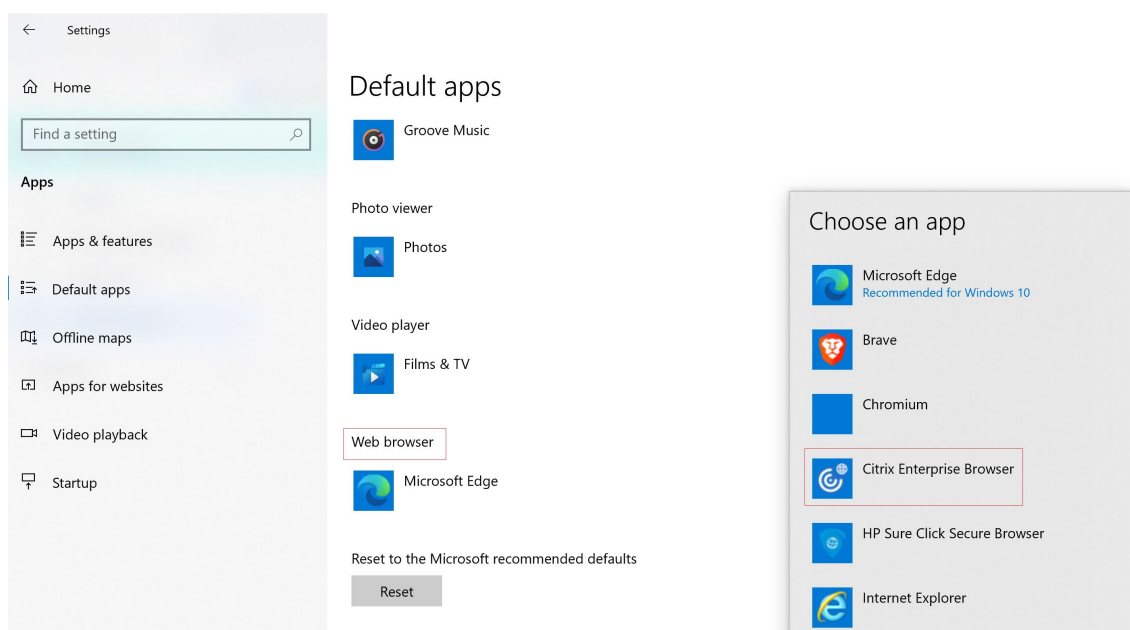 Settings
Home
Find a setting
Apps
Apps & features
Default apps
Offline maps
Apps for websites
Video playback
Startup
Default apps
Groove Music
Photo viewer
Photos
Video player
Films & TV
Web browser
Microsoft Edge
Reset to the Microsoft recommended defaults
Reset
Choose an app
Microsoft Edge
Recommended for Windows 10
Brave
Chromium
Citrix Enterprise Browser
HP Sure Click Secure Browser
Internet Explorer